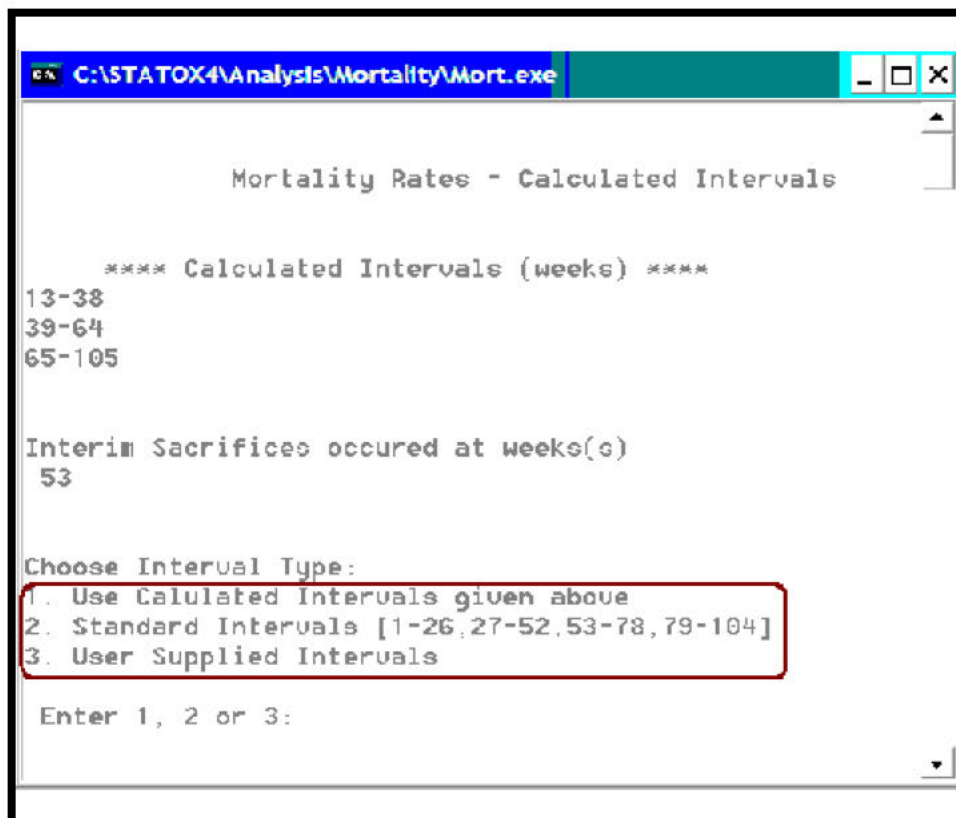 C:\STATOX4\Analysis\Mortality\Mort.exe
Mortality Rates - Calculated Intervals
**** Calculated Intervals (weeks) ****
13-38
39-64
65-105
Interim Sacrifices occured at weeks(s)
53
Choose Interval Type:
1. Use Calulated Intervals given above
2. Standard Intervals [1-26,27-52,53-78,79-104]
3. User Supplied Intervals
Enter 1, 2 or 3: